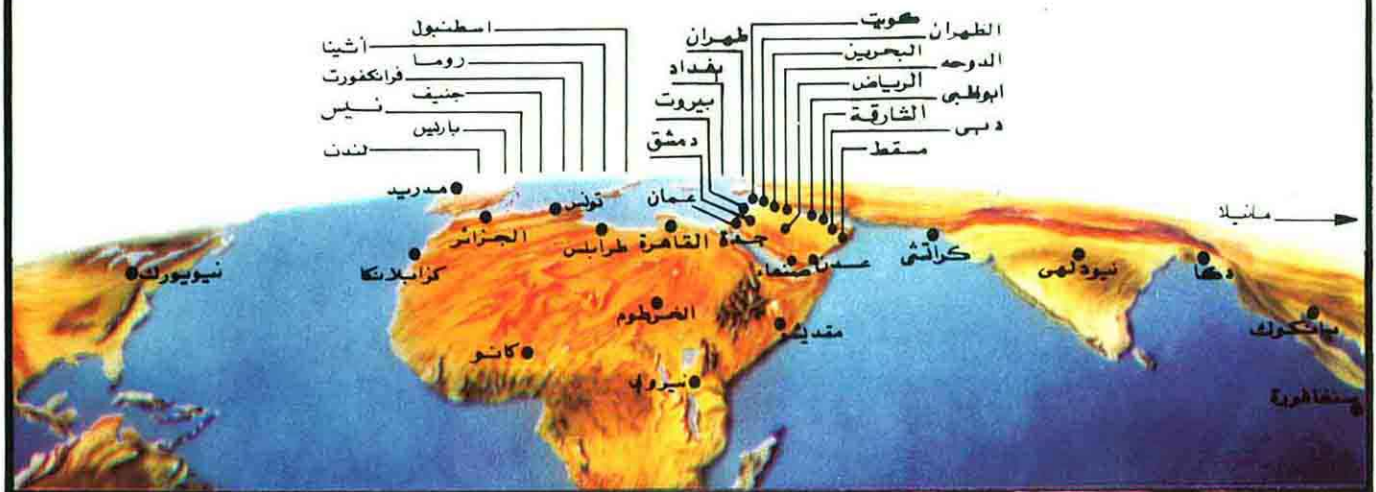 كويت
الظهران
اسطنبول
طهران
البحرين
أثينا
الدوحه
روما
بغداد
الرياض
فرانكفورت
ابوظبي
جنيف
بيروت
الشارقة
نيس
دبي
باريس
دمشق
مسقط
لندن
مدريد
عمان
تونس
مانيلا
الجزائر
طرابلس
القاهرة
جدة
كراتشي
نيويورك
كزابلانكا
صنعاء
عدن
نيودلهي
دكا
الخرطوم
مقديشو
بانكوك
كانو
نيروبي
سنغافورة